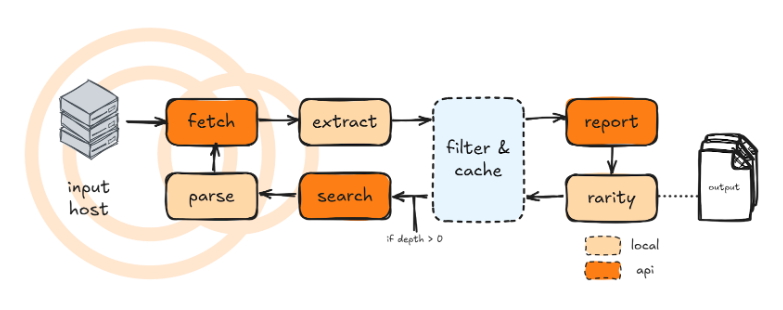 fetch
extract
filter &
cache
report
input
host
parse
search
rarity
output
if depth > 0
local
api